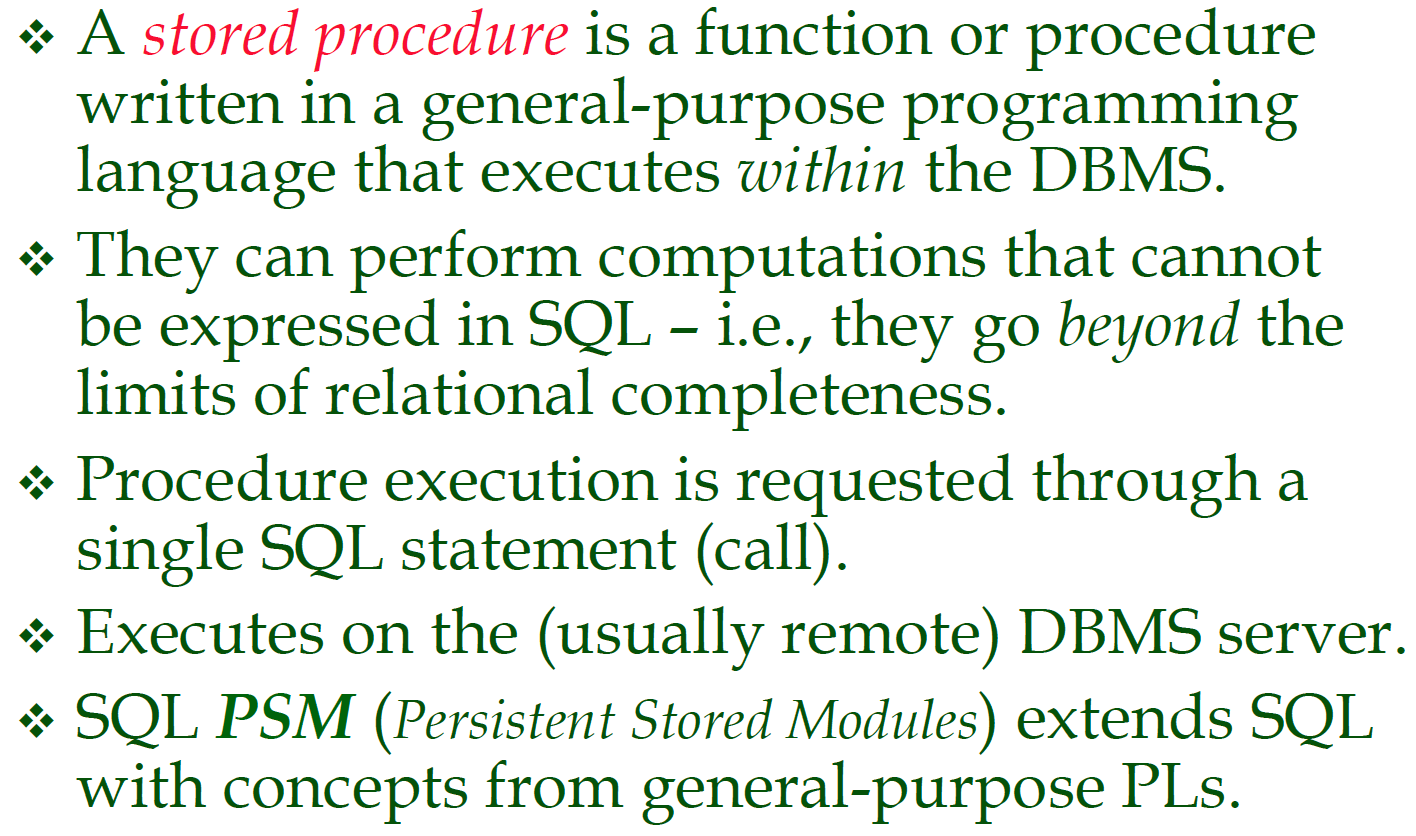 ❖ A stored procedure is a function or procedure
written in a general-purpose programming
language that executes within the DBMS.
❖ They can perform computations that cannot
be expressed in SQL – i.e., they go beyond the
limits of relational completeness.
❖ Procedure execution is requested through a
single SQL statement (call).
❖ Executes on the (usually remote) DBMS server.
❖ SQL PSM (Persistent Stored Modules) extends SQL
with concepts from general-purpose PLs.